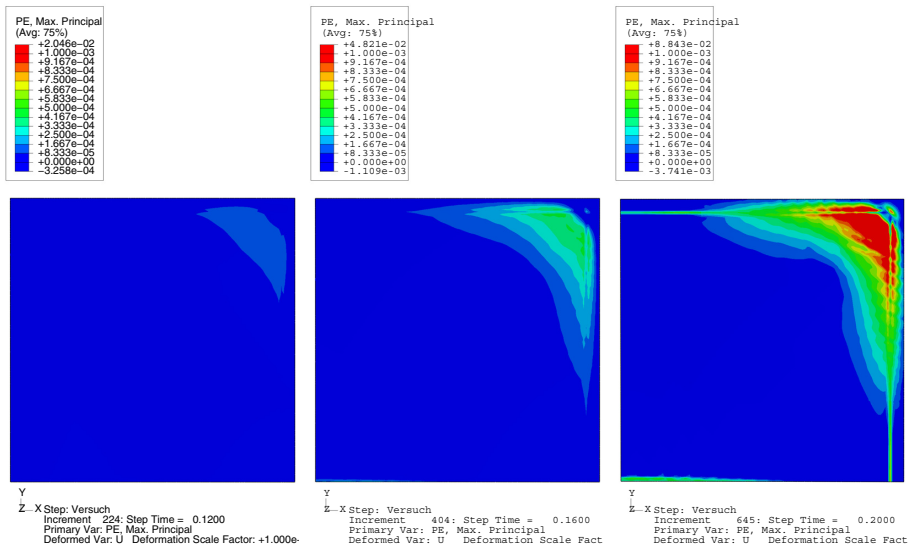 PE, Max. Principal
(Avg: 75%)
+2.046e-02
+1.000e-03
+9.167e-04
+8.333e-04
+7.500e-04
+6.667e-04
+5.833e-04
+5.000e-04
+4.167e-04
+3.333e-04
+2.500e-04
+1.667e-04
+8.333e-05
+0.000e+00
-3.258e-04
PE, Max. Principal
(Avg: 75%)
+4.821e-02
+1.000e-03
+9.167e-04
+8.333e-04
+7.500e-04
+6.667e-04
+5.833e-04
+5.000e-04
+4.167e-04
+3.333e-04
+2.500e-04
+1.667e-04
+8.333e-05
+0.000e+00
-1.109e-03
PE, Max. Principal
(Avg: 75%)
+8.843e-02
+1.000e-03
+9.167e-04
+8.333e-04
+7.500e-04
+6.667e-04
+5.833e-04
+5.000e-04
+4.167e-04
+3.333e-04
+2.500e-04
+1.667e-04
+8.333e-05
+0.000e+00
-3.741e-03
Y
Z X Step: Versuch
Increment 224: Step Time = 0.1200
Primary Var: PE, Max. Principal
Deformed Var: U Deformation Scale Factor: +1.000e-
Y
Z X Step: Versuch
Increment 404: Step Time = 0.1600
Primary Var: PE, Max. Principal
Deformed Var: U Deformation Scale Fact
Y
Z X Step: Versuch
Increment 645: Step Time = 0.2000
Primary Var: PE, Max. Principal
Deformed Var: U Deformation Scale Fact